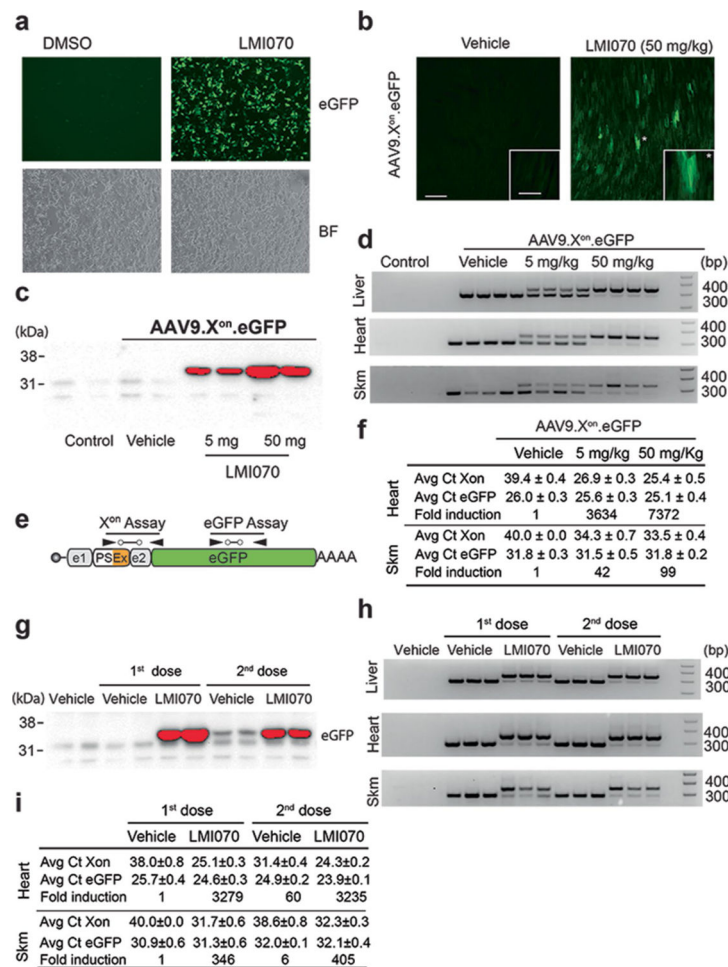 a
DMSO LMI070
eGFP
BF
b
Vehicle LMI070 (50 mg/kg)
AAV9.Xon.eGFP
*
*
c
(kDa) AAV9.Xon.eGFP
38-
31-
Control Vehicle 5 mg 50 mg
LMI070
d
AAV9.Xon.eGFP
Control Vehicle 5 mg/kg 50 mg/kg (bp)
Liver 400
300
Heart 400
300
Skm 400
300
e
Xon Assay eGFP Assay
e1 PS Ex e2 eGFP AAAA
f
AAV9.Xon.eGFP
Vehicle 5 mg/kg 50 mg/Kg
Heart
Avg Ct Xon 39.4 ± 0.4 26.9 ± 0.3 25.4 ± 0.5
Avg Ct eGFP 26.0 ± 0.3 25.6 ± 0.3 25.1 ± 0.4
Fold induction 1 3634 7372
Skm
Avg Ct Xon 40.0 ± 0.0 34.3 ± 0.7 33.5 ± 0.4
Avg Ct eGFP 31.8 ± 0.3 31.5 ± 0.5 31.8 ± 0.2
Fold induction 1 42 99
g
1st dose 2nd dose
Vehicle Vehicle LMI070 Vehicle LMI070
(kDa)
38-
31-
eGFP
h
1st dose 2nd dose
Vehicle Vehicle LMI070 Vehicle LMI070 (bp)
Liver 400
300
Heart 400
300
Skm 400
300
i
1st dose 2nd dose
Vehicle LMI070 Vehicle LMI070
Heart
Avg Ct Xon 38.0±0.8 25.1±0.3 31.4±0.4 24.3±0.2
Avg Ct eGFP 25.7±0.4 24.6±0.3 24.9±0.2 23.9±0.1
Fold induction 1 3279 60 3235
Skm
Avg Ct Xon 40.0±0.0 31.7±0.6 38.6±0.8 32.3±0.3
Avg Ct eGFP 30.9±0.6 31.3±0.6 32.0±0.1 32.1±0.4
Fold induction 1 346 6 405